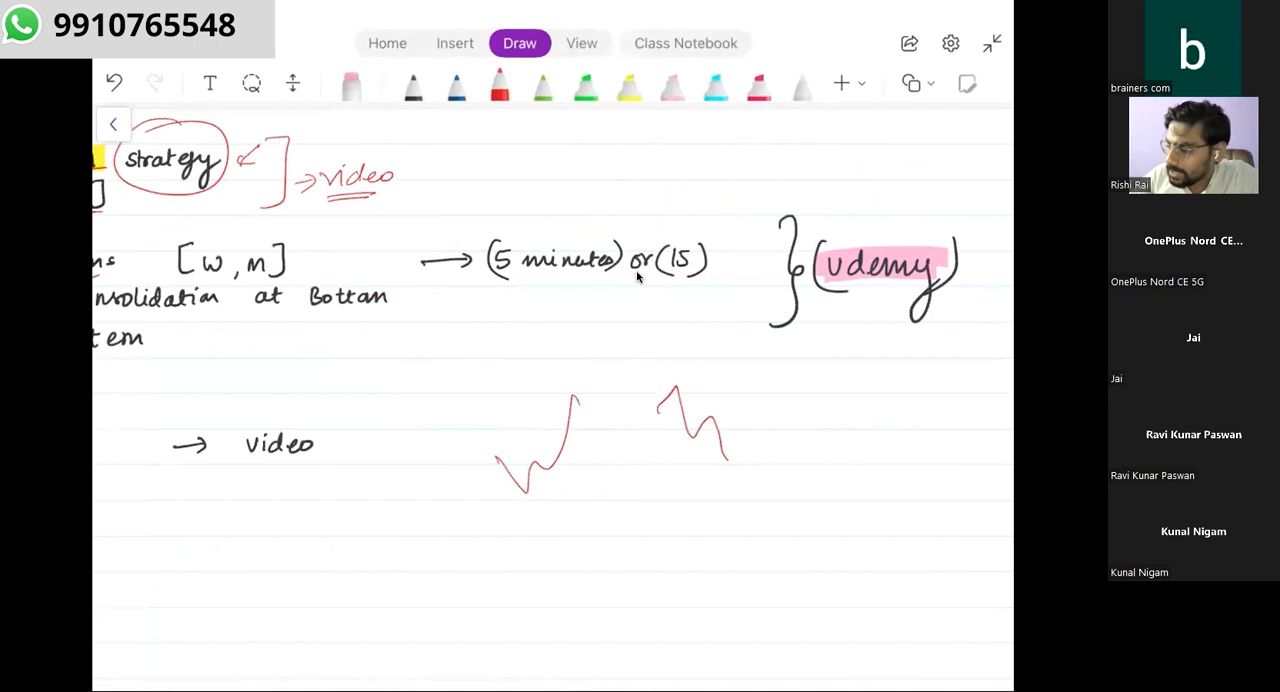 9910765548
Home Insert Draw View Class Notebook
strategy
video
ns [W, M] → (5 minutes) or (15) (Udemy)
nsolidation at Bottam
tem
→ video
b
brainers com
Rishi Rai
OnePlus Nord CE...
OnePlus Nord CE 5G
Jai
Jai
Ravi Kunar Paswan
Ravi Kunar Paswan
Kunal Nigam
Kunal Nigam